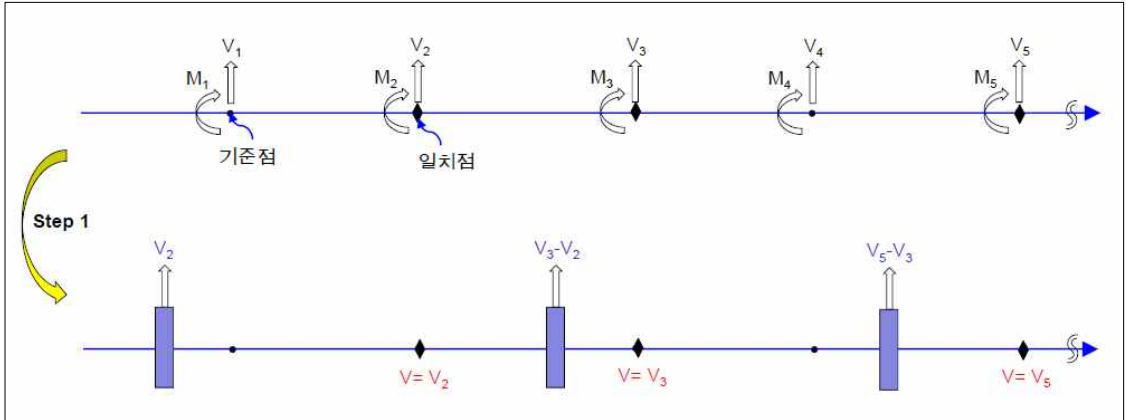 V1 V2 V3 V4 V5
M1 M2 M3 M4 M5
기준점 일치점
Step 1
V2 V3-V2 V5-V3
V= V2 V= V3 V= V5